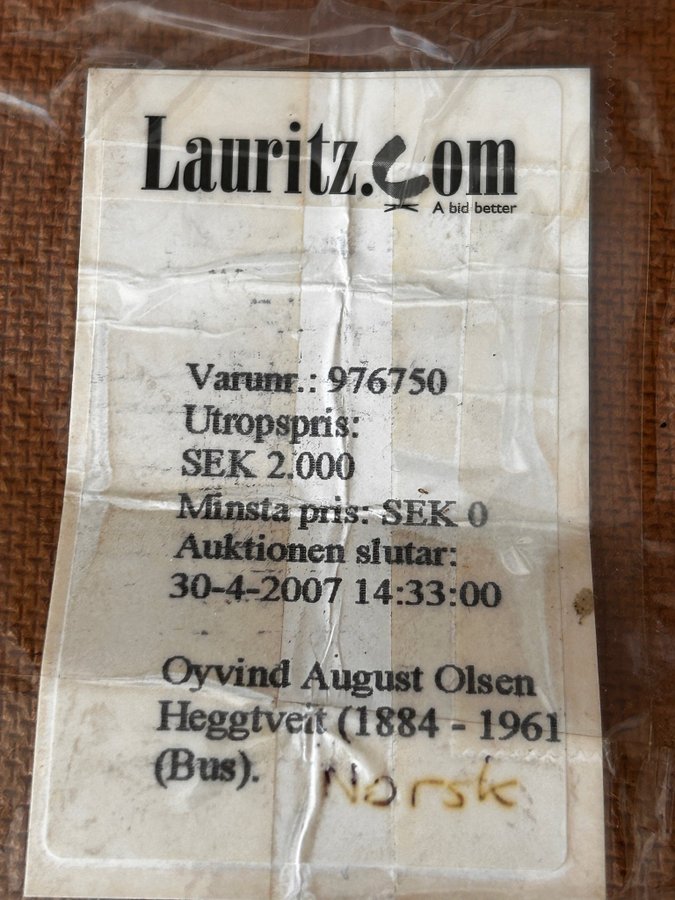 Lauritz.com
A bid better
Varunr.: 976750
Utropspris:
SEK 2.000
Minsta pris: SEK 0
Auktionen slutar:
30-4-2007 14:33:00
Oyvind August Olsen
Heggtveit (1884 - 1961
(Bus).
Norsk